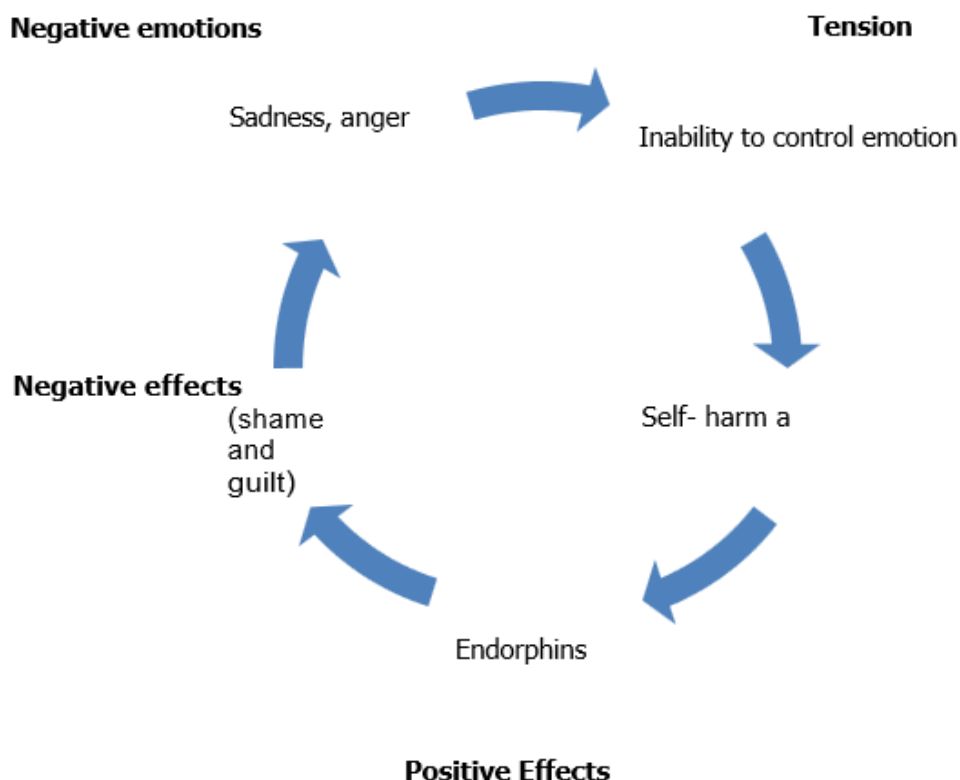 Negative emotions
Tension
Sadness, anger
Inability to control emotion
Negative effects
(shame
and
guilt)
Self- harm a
Endorphins
Positive Effects